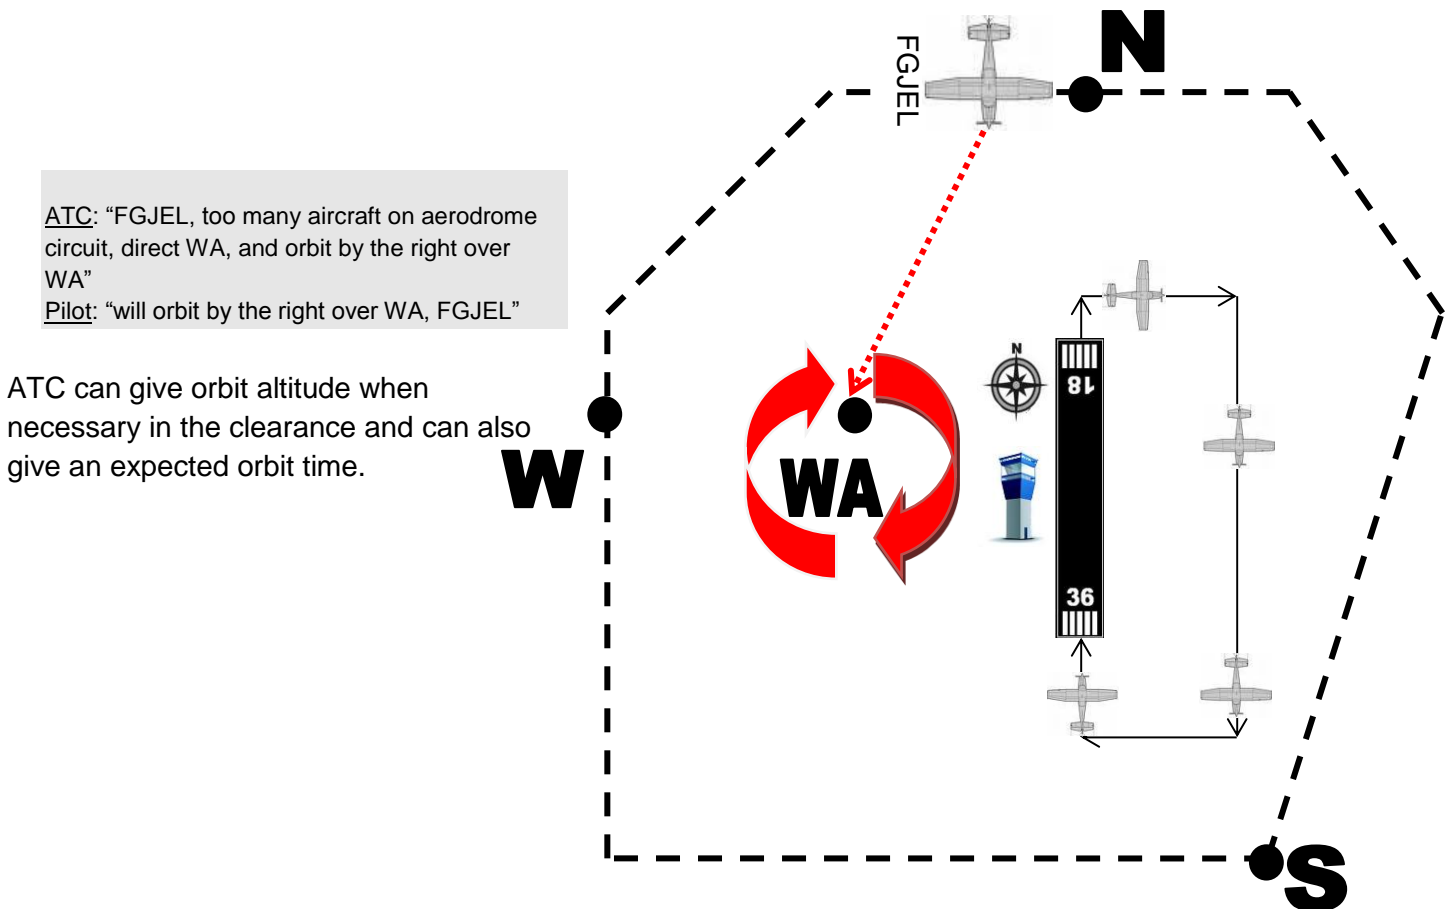 FGJEL
N
ATC: “FGJEL, too many aircraft on aerodrome
circuit, direct WA, and orbit by the right over
WA”
Pilot: “will orbit by the right over WA, FGJEL”
ATC can give orbit altitude when
necessary in the clearance and can also
give an expected orbit time.
W
WA
N
18
36
S